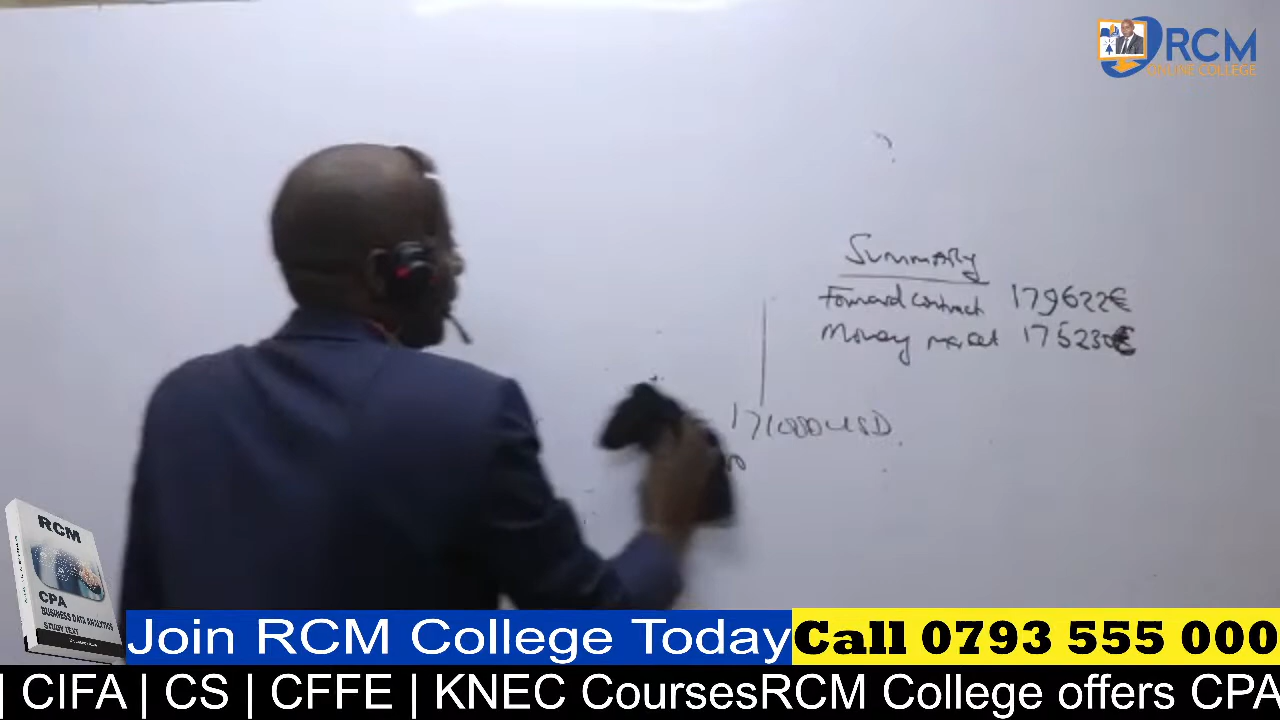 RCM
ONLINE COLLEGE
Summary
Forward contract 179622€
Money market 175230€
171000 USD
RCM
CPA
BUSINESS DATA ANALYTICS
STUDY TEXT
Join RCM College Today
Call 0793 555 000
| CIFA | CS | CFFE | KNEC CoursesRCM College offers CPA